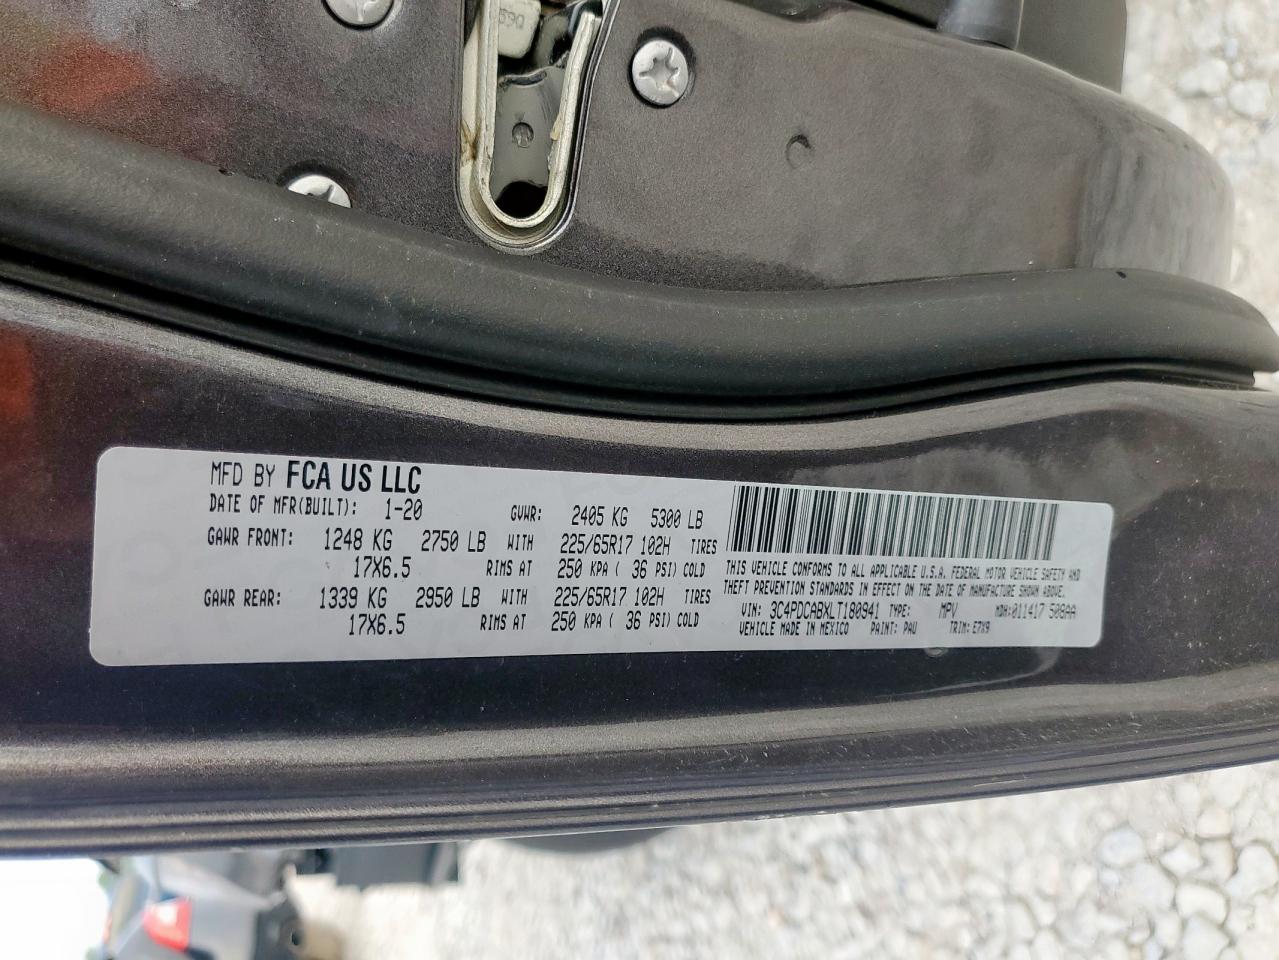 MFD BY FCA US LLC
DATE OF MFR(BUILT): 1-20 GVWR: 2405 KG 5300 LB
GAWR FRONT: 1248 KG 2750 LB WITH 225/65R17 102H TIRES
17X6.5 RIMS AT 250 KPA ( 36 PSI) COLD
GAWR REAR: 1339 KG 2950 LB WITH 225/65R17 102H TIRES
17X6.5 RIMS AT 250 KPA ( 36 PSI) COLD
THIS VEHICLE CONFORMS TO ALL APPLICABLE U.S.A. FEDERAL MOTOR VEHICLE SAFETY AND
THEFT PREVENTION STANDARDS IN EFFECT ON THE DATE OF MANUFACTURE SHOWN ABOVE.
VIN: 3C4PDCABXLT180941 TYPE: MPV MDH:011417 508AA
VEHICLE MADE IN MEXICO PAINT: PAU TRIM: E7X9